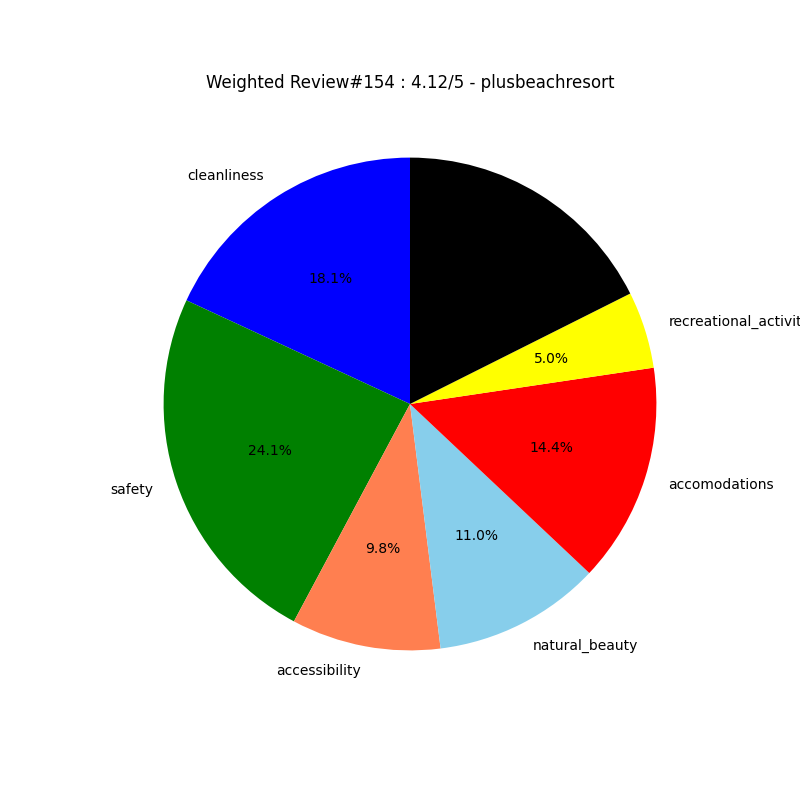 Weighted Review#154 : 4.12/5 - plusbeachresort
cleanliness
18.1%
recreational_activit
5.0%
14.4%
24.1%
accomodations
safety
11.0%
9.8%
natural_beauty
accessibility